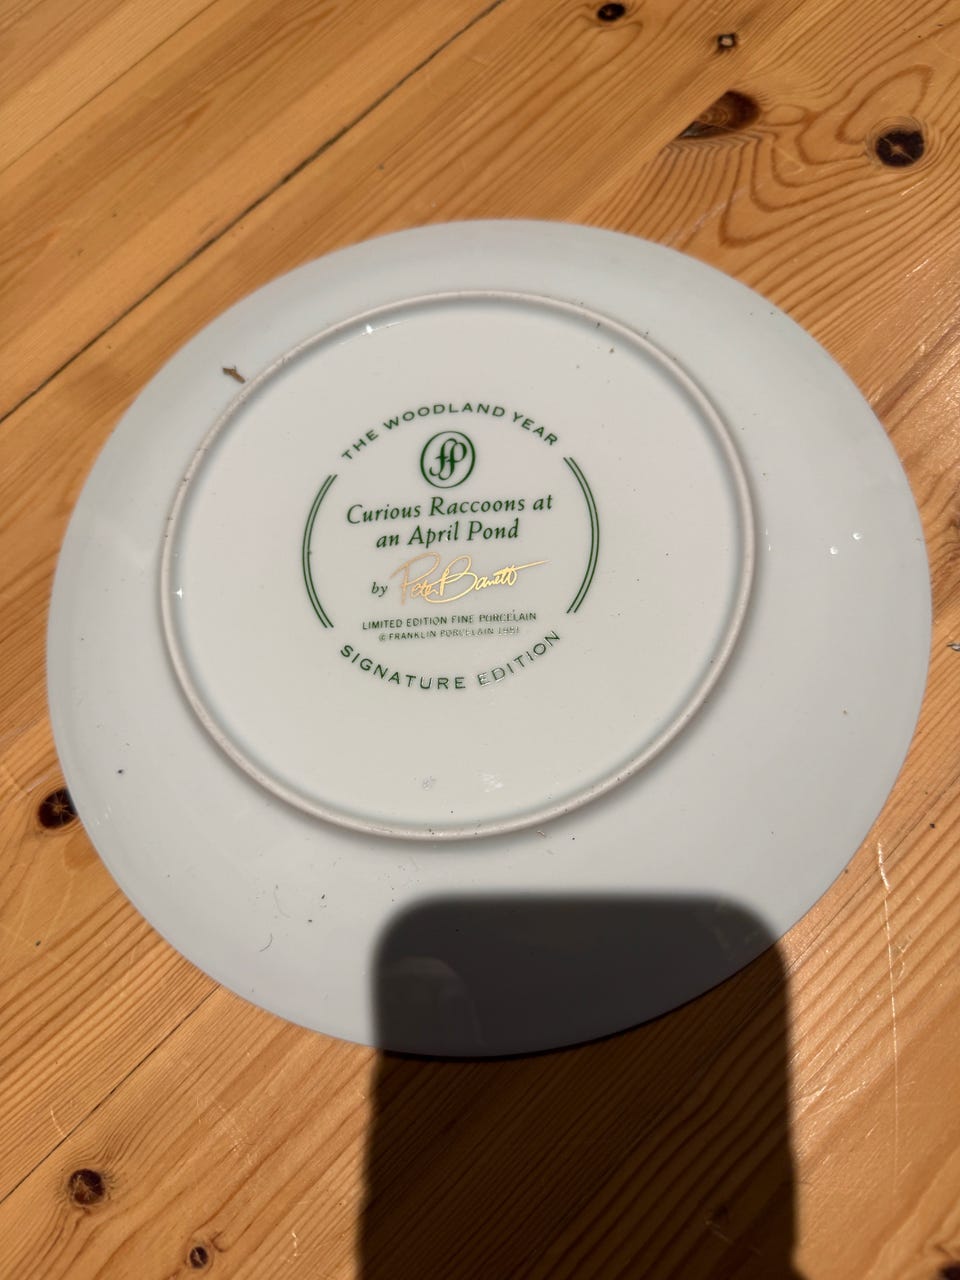 THE WOODLAND YEAR
fP
Curious Raccoons at
an April Pond
by Peter Barrett
LIMITED EDITION FINE PORCELAIN
© FRANKLIN PORCELAIN
SIGNATURE EDITION